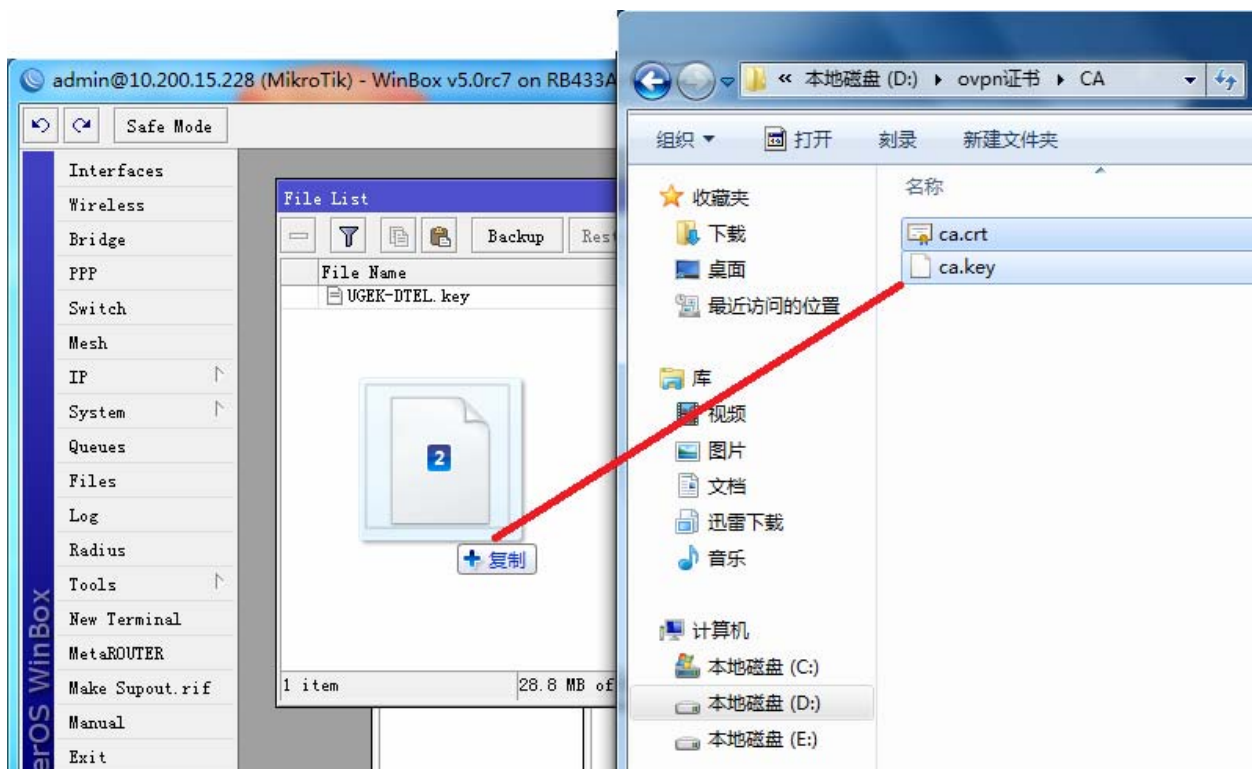 admin@10.200.15.228 (MikroTik) - WinBox v5.0rc7 on RB433A
Safe Mode
Interfaces
Wireless
Bridge
PPP
Switch
Mesh
IP
System
Queues
Files
Log
Radius
Tools
New Terminal
MetaROUTER
Make Supout.rif
Manual
Exit
erOS WinBox
File List
Backup
Rest
File Name
UGEK-DTEL.key
2
复制
1 item
28.8 MB of
« 本地磁盘 (D:) ovpn证书 CA
组织 打开 刻录 新建文件夹
名称
收藏夹
下载
桌面
最近访问的位置
库
视频
图片
文档
迅雷下载
音乐
计算机
本地磁盘 (C:)
本地磁盘 (D:)
本地磁盘 (E:)
ca.crt
ca.key